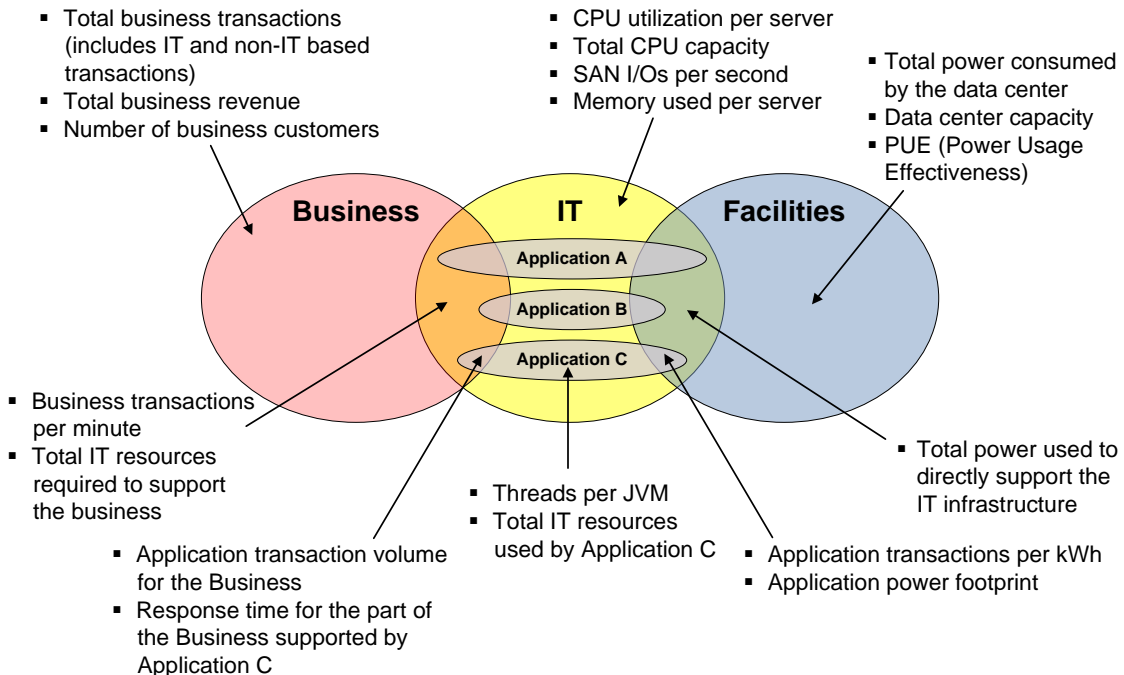 ▪ Total business transactions
(includes IT and non-IT based
transactions)
▪ Total business revenue
▪ Number of business customers
▪ CPU utilization per server
▪ Total CPU capacity
▪ SAN I/Os per second
▪ Memory used per server
▪ Total power consumed
by the data center
▪ Data center capacity
▪ PUE (Power Usage
Effectiveness)
Business
IT
Facilities
Application A
Application B
Application C
▪ Business transactions
per minute
▪ Total IT resources
required to support
the business
▪ Application transaction volume
for the Business
▪ Response time for the part of
the Business supported by
Application C
▪ Threads per JVM
▪ Total IT resources
used by Application C
▪ Total power used to
directly support the
IT infrastructure
▪ Application transactions per kWh
▪ Application power footprint